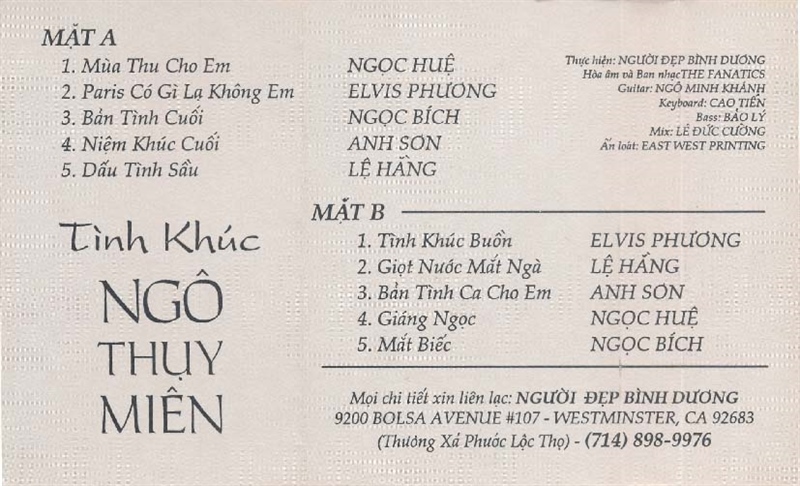 MẶT A
1. Mùa Thu Cho Em NGỌC HUỆ
2. Paris Có Gì Lạ Không Em ELVIS PHƯƠNG
3. Bản Tình Cuối NGỌC BÍCH
4. Niệm Khúc Cuối ANH SƠN
5. Dấu Tình Sầu LỆ HẰNG
Thực hiện: NGƯỜI ĐẸP BÌNH DƯƠNG
Hòa âm và Ban nhạc THE FANATICS
Guitar: NGÔ MINH KHÁNH
Keyboard: CAO TIẾN
Bass: BẢO LÝ
Mix: LÊ ĐỨC CƯỜNG
Ấn loát: EAST WEST PRINTING
Tình Khúc
NGÔ
THỤY
MIÊN
MẶT B
1. Tình Khúc Buồn ELVIS PHƯƠNG
2. Giọt Nước Mắt Ngà LỆ HẰNG
3. Bản Tình Ca Cho Em ANH SƠN
4. Giáng Ngọc NGỌC HUỆ
5. Mắt Biếc NGỌC BÍCH
Mọi chi tiết xin liên lạc: NGƯỜI ĐẸP BÌNH DƯƠNG
9200 BOLSA AVENUE #107 - WESTMINSTER, CA 92683
(Thương Xá Phước Lộc Thọ) - (714) 898-9976